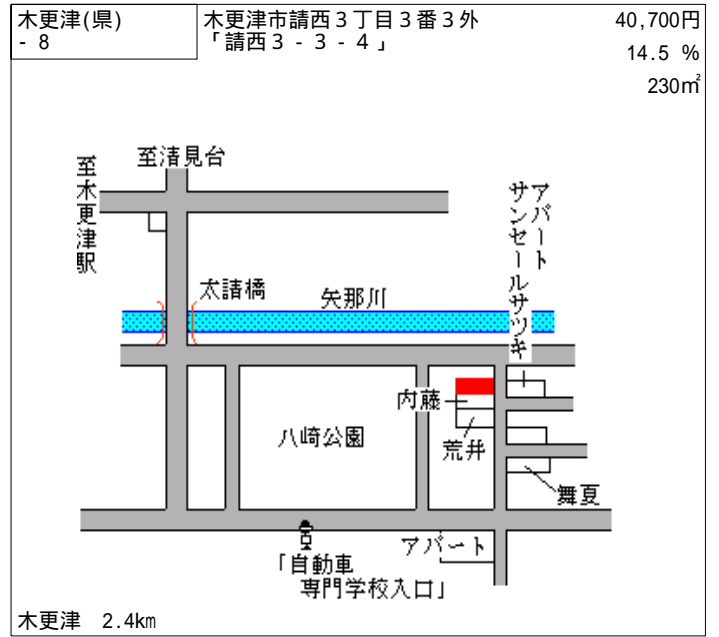 木更津(県)
- 8
木更津市請西３丁目３番３外
「請西３－３－４」
40,700円
14.5 %
230㎡
至木更津駅
至清見台
アパート
サンセールサツキ
太請橋
矢那川
内藤
八崎公園
荒井
舞夏
アパート
「自動車
専門学校入口」
木更津 2.4km